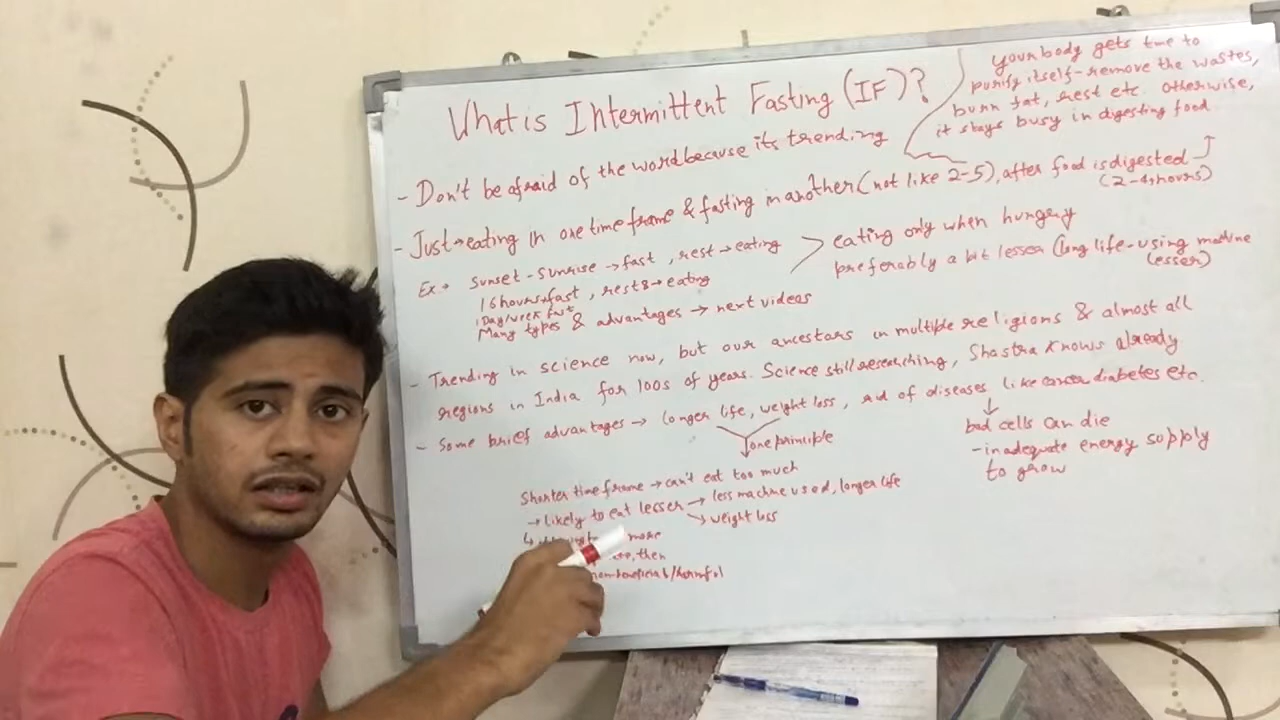 What is Intermittent Fasting (IF)?
your body gets time to
purify itself - remove the wastes,
burn fat, rest etc. Otherwise,
it stays busy in digesting food
- Don't be afraid of the word because its trending
- Just → eating in one time frame & fasting in another (not like 2-5), after food is digested
(2-4 hours)
Ex → sunset - sunrise → fast, rest → eating
16 hours → fast, rest 8 → eating
1 Day/week fast
Many types & advantages → next videos
eating only when hungry
preferably a bit lesser (long life - using machine
lesser)
- Trending in science now, but our ancestors in multiple religions & almost all
regions in India for 100s of years. Science still researching, Shastra knows already
- Some brief advantages → longer life, weight loss, rid of diseases like cancer diabetes etc.
one principle
bad cells can die
- inadequate energy supply
to grow
Shorter time frame → can't eat too much
→ likely to eat lesser → less machine used, longer life
→ weight loss
more
then
non-beneficial/harmful